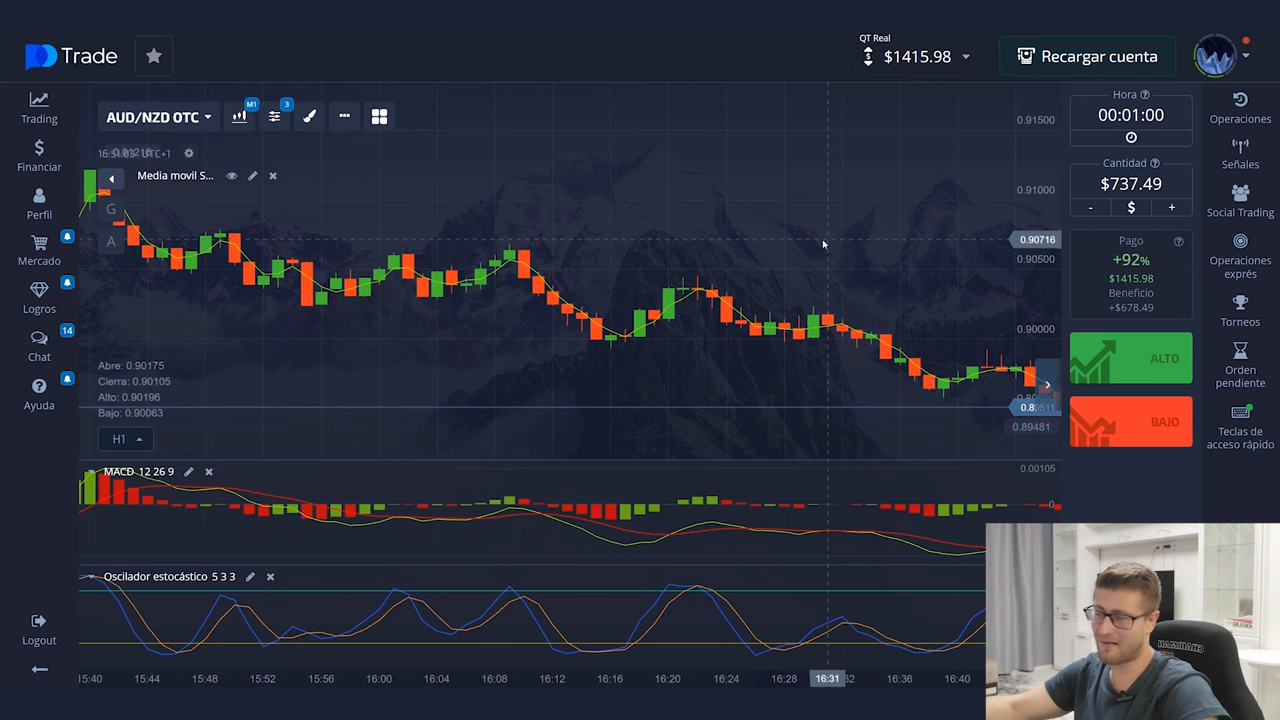 Trade
QT Real
$1415.98
Recargar cuenta
Trading
Financiar
Perfil
Mercado
Logros
Chat
14
Ayuda
Logout
AUD/NZD OTC
M1
3
Media movil S...
G
A
Abre: 0.90175
Cierra: 0.90105
Alto: 0.90196
Bajo: 0.90063
H1
0.91500
0.91000
0.90716
0.90500
0.90000
0.89481
MACD 12 26 9
0.00105
0
Oscilador estocástico 5 3 3
15:40
15:44
15:48
15:52
15:56
16:00
16:04
16:08
16:12
16:16
16:20
16:24
16:28
16:31
16:36
16:40
Hora
00:01:00
Cantidad
$737.49
- $ +
Pago
+92%
$1415.98
Beneficio
+$678.49
ALTO
BAJO
Operaciones
Señales
Social Trading
Operaciones
exprés
Torneos
Orden
pendiente
Teclas de
acceso rápido